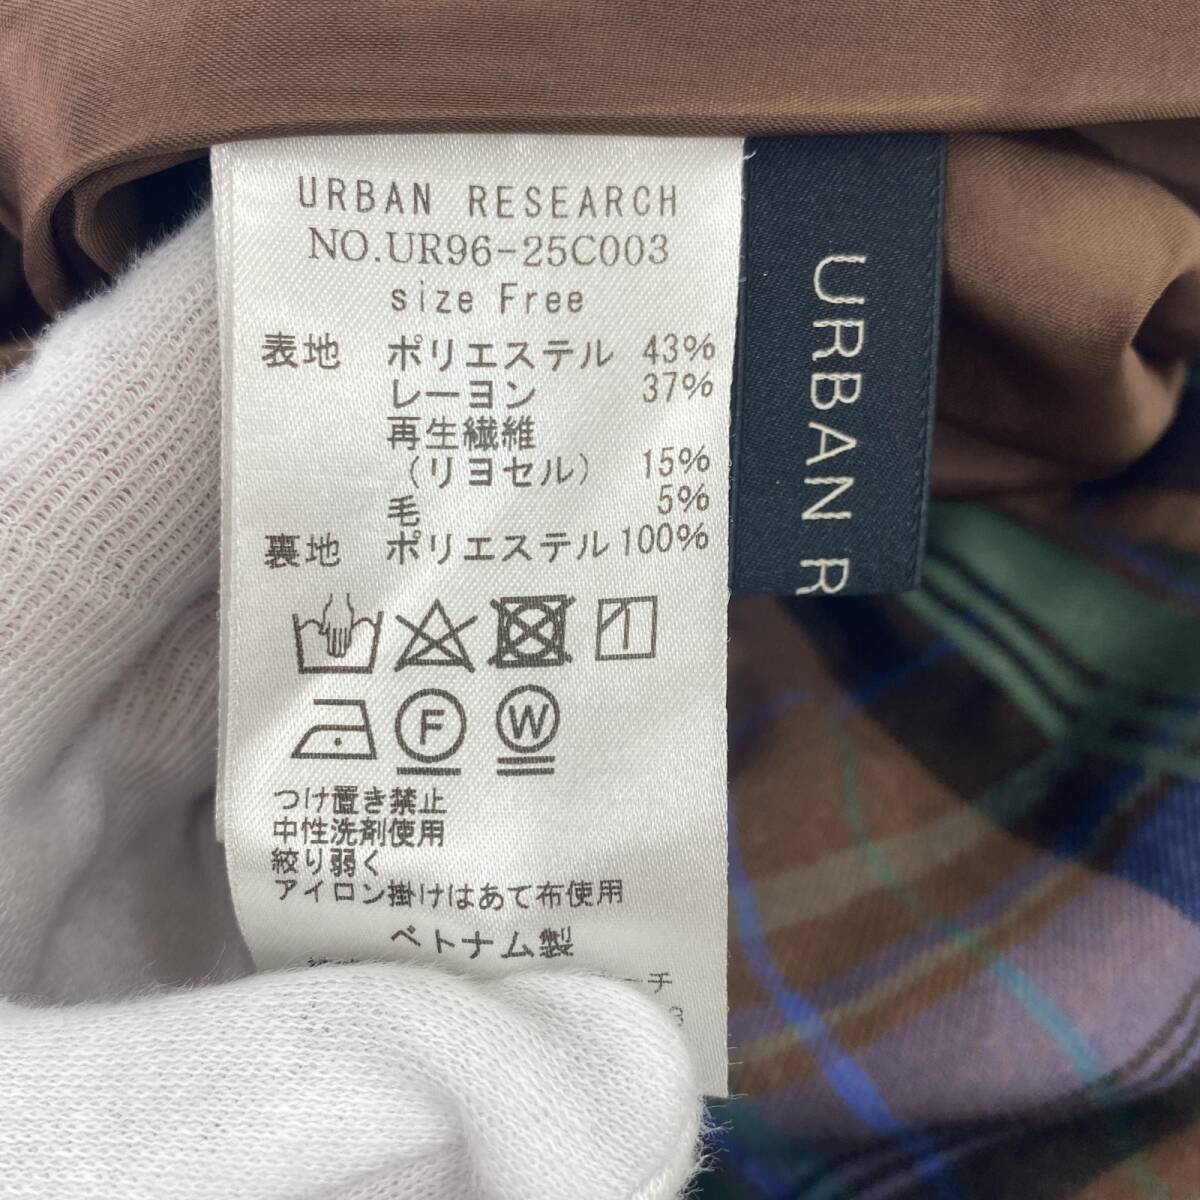 URBAN RESEARCH
NO.UR96-25C003
size Free
表地 ポリエステル 43%
レーヨン 37%
再生繊維
(リヨセル) 15%
毛 5%
裏地 ポリエステル 100%
F
W
つけ置き禁止
中性洗剤使用
絞り弱く
アイロン掛けはあて布使用
ベトナム製
ーチ
URBAN R